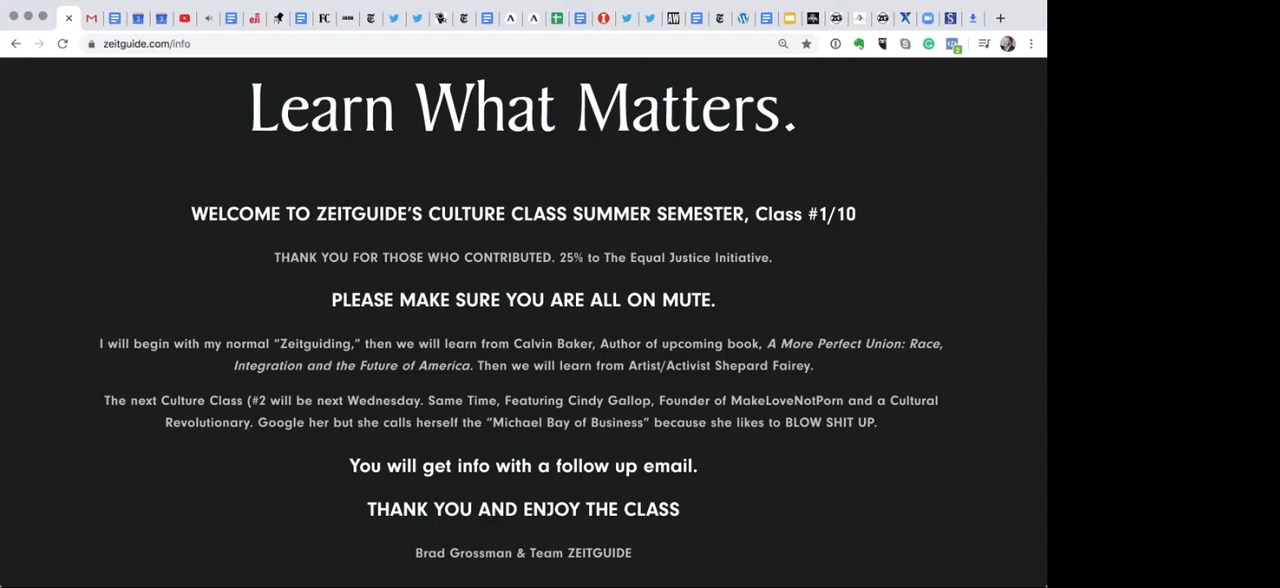 zeitguide.com/info
Learn What Matters.
WELCOME TO ZEITGUIDE'S CULTURE CLASS SUMMER SEMESTER, Class #1/10
THANK YOU FOR THOSE WHO CONTRIBUTED. 25% to The Equal Justice Initiative.
PLEASE MAKE SURE YOU ARE ALL ON MUTE.
I will begin with my normal "Zeitguiding," then we will learn from Calvin Baker, Author of upcoming book, A More Perfect Union: Race,
Integration and the Future of America. Then we will learn from Artist/Activist Shepard Fairey.
The next Culture Class (#2 will be next Wednesday. Same Time, Featuring Cindy Gallop, Founder of MakeLoveNotPorn and a Cultural
Revolutionary. Google her but she calls herself the "Michael Bay of Business" because she likes to BLOW SHIT UP.
You will get info with a follow up email.
THANK YOU AND ENJOY THE CLASS
Brad Grossman & Team ZEITGUIDE